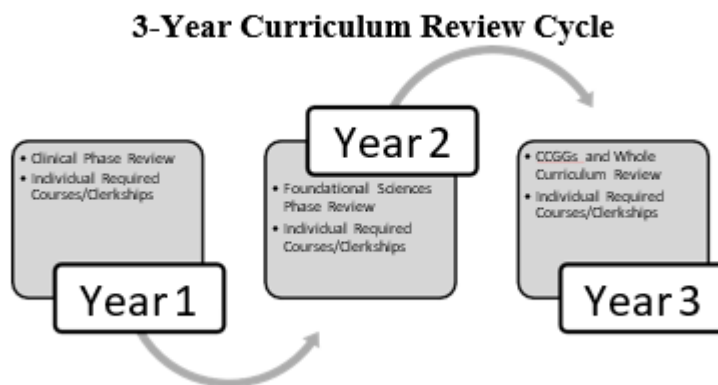 3-Year Curriculum Review Cycle
• Clinical Phase Review
• Individual Required
Courses/Clerkships
Year 1
Year 2
• Foundational Sciences
Phase Review
• Individual Required
Courses/Clerkships
• CCGGs and Whole
Curriculum Review
• Individual Required
Courses/Clerkships
Year 3